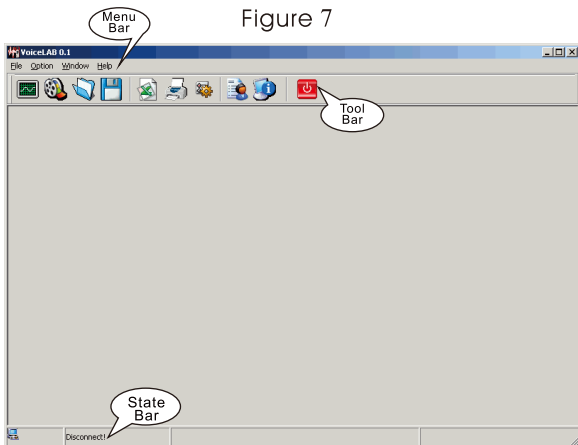 Figure 7
Menu
Bar
VoiceLAB 0.1
File Option Window Help
Tool
Bar
State
Bar
Disconnect!